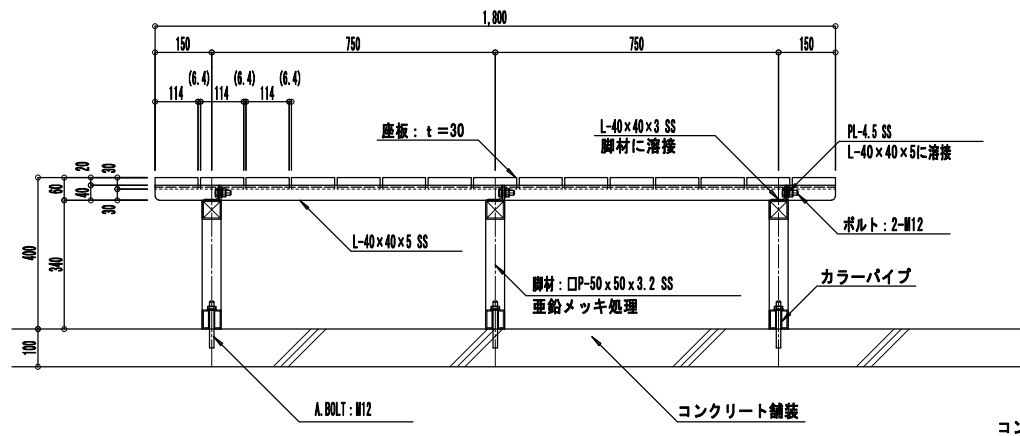 1,800
150
750
750
150
(6.4)
(6.4)
(6.4)
114
114
114
座板：ｔ＝30
L-40×40×3 SS
脚材に溶接
PL-4.5 SS
L-40×40×5に溶接
20
30
60
40
30
ボルト：2-M12
L-40×40×5 SS
400
340
カラーパイプ
脚材：□P-50x50x3.2 SS
亜鉛メッキ処理
100
A.BOLT：M12
コンクリート舗装
コン